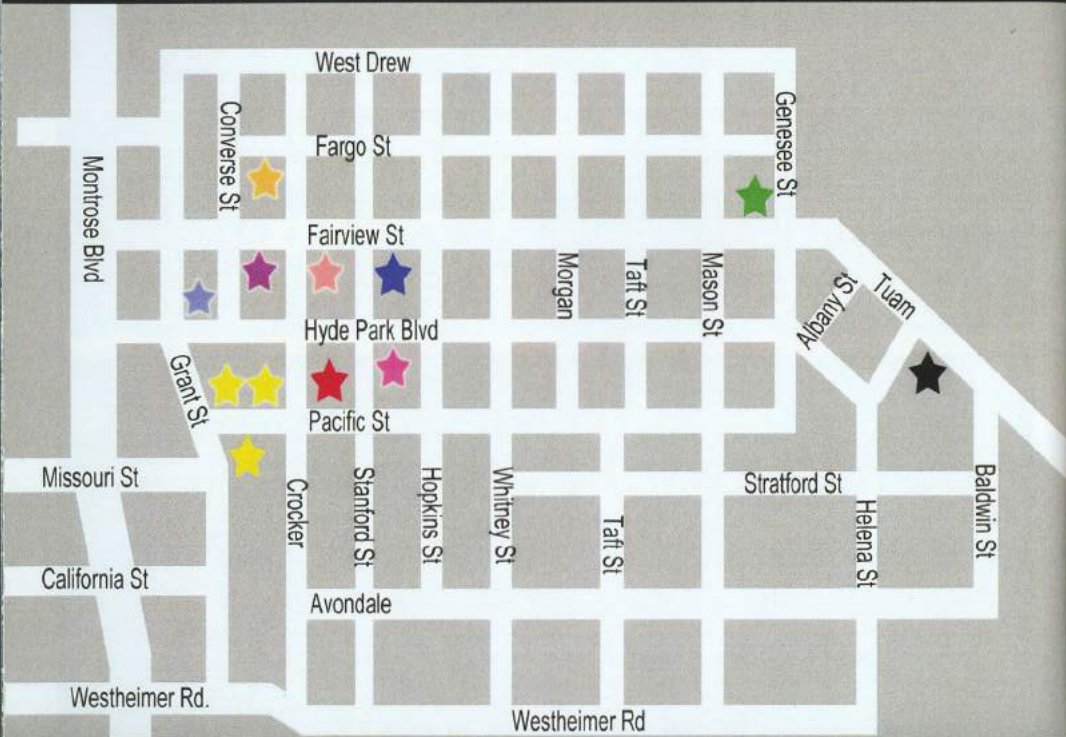 West Drew
Converse St
Genesee St
Fargo St
Montrose Blvd
Fairview St
Morgan
Taft St
Mason St
Albany St
Tuam
Hyde Park Blvd
Grant St
Pacific St
Missouri St
Crocker
Stanford St
Hopkins St
Whitney St
Stratford St
Baldwin St
Taft St
Helena St
California St
Avondale
Westheimer Rd.
Westheimer Rd